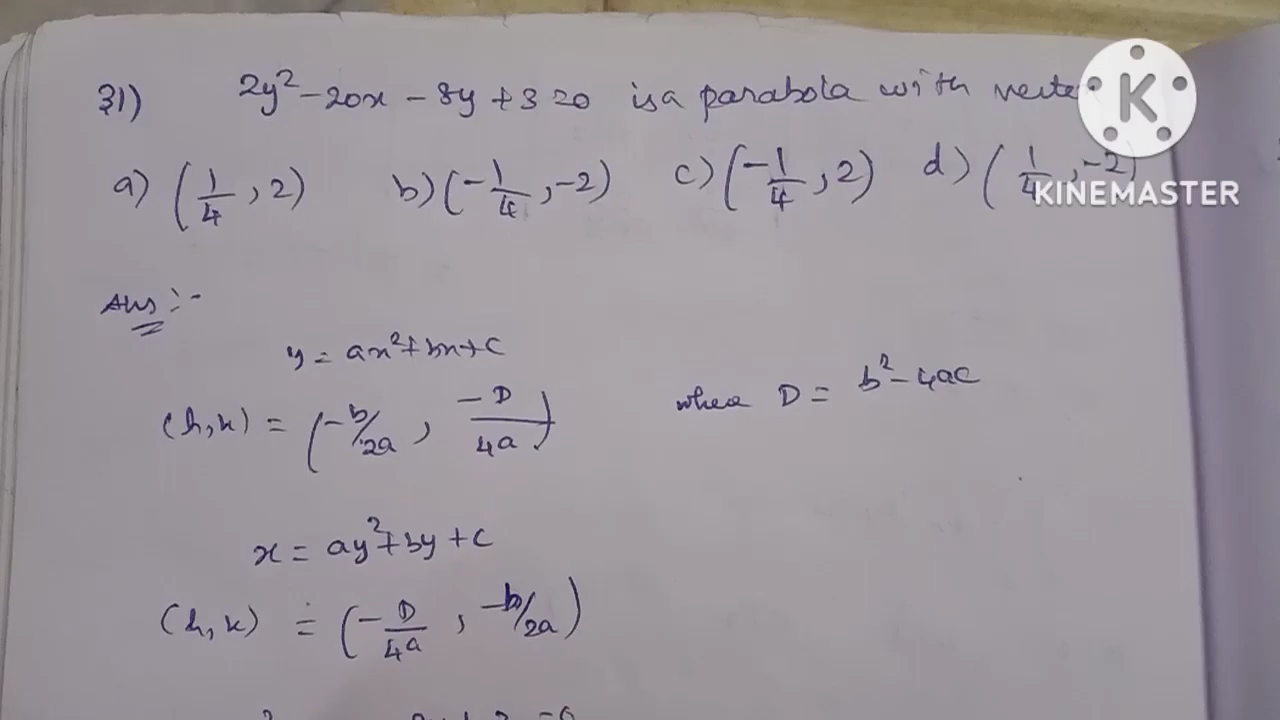 31) 2y² - 20x - 8y + 3 = 0 is a parabola with
a) (1/4, 2) b) (-1/4, -2) c) (-1/4, 2) d) (1/4, -2)
K
KINEMASTER
Ans :-
y = ax² + bx + c
(h, k) = (-b/2a, -D/4a) where D = b² - 4ac
x = ay² + by + c
(h, k) = (-D/4a, -b/2a)